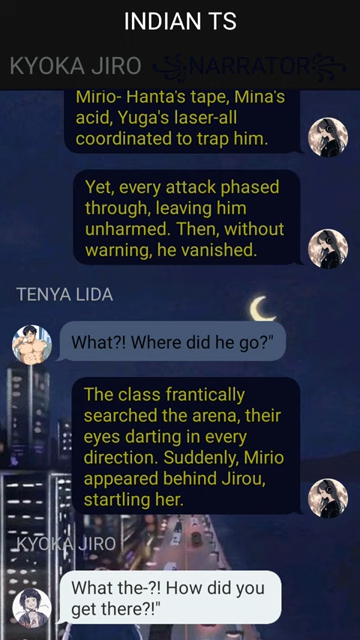 INDIAN TS
KYOKA JIRO ꧁NARRATOR꧂
Mirio- Hanta's tape, Mina's
acid, Yuga's laser-all
coordinated to trap him.
Yet, every attack phased
through, leaving him
unharmed. Then, without
warning, he vanished.
TENYA LIDA
What?! Where did he go?"
The class frantically
searched the arena, their
eyes darting in every
direction. Suddenly, Mirio
appeared behind Jirou,
startling her.
KYOKA JIRO
What the-?! How did you
get there?!"